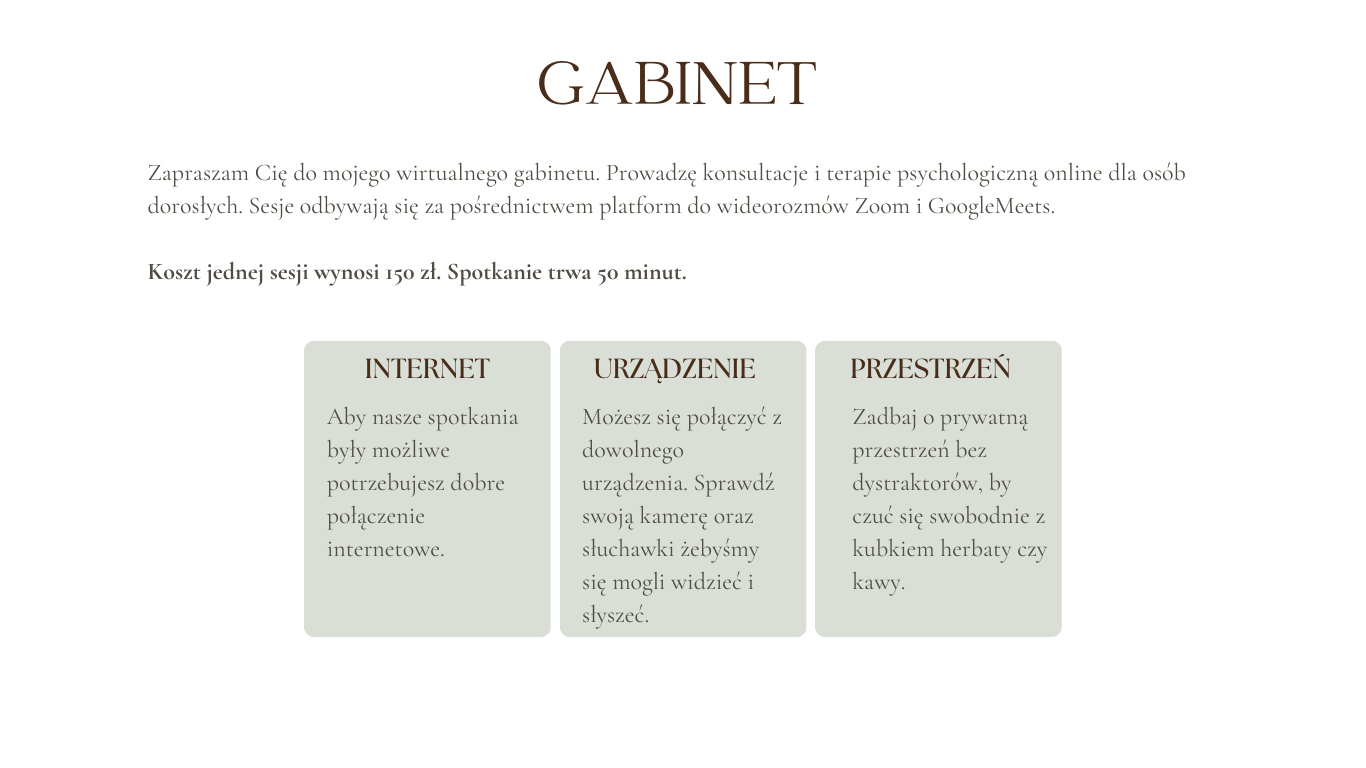 GABINET
Zapraszam Cię do mojego wirtualnego gabinetu. Prowadzę konsultacje i terapie psychologiczną online dla osób
dorosłych. Sesje odbywają się za pośrednictwem platform do wideorozmów Zoom i GoogleMeets.
Koszt jednej sesji wynosi 150 zł. Spotkanie trwa 50 minut.
INTERNET
Aby nasze spotkania
były możliwe
potrzebujesz dobre
połączenie
internetowe.
URZĄDZENIE
Możesz się połączyć z
dowolnego
urządzenia. Sprawdź
swoją kamerę oraz
słuchawki żebyśmy
się mogli widzieć i
słyszeć.
PRZESTRZEŃ
Zadbaj o prywatną
przestrzeń bez
dystraktorów, by
czuć się swobodnie z
kubkiem herbaty czy
kawy.